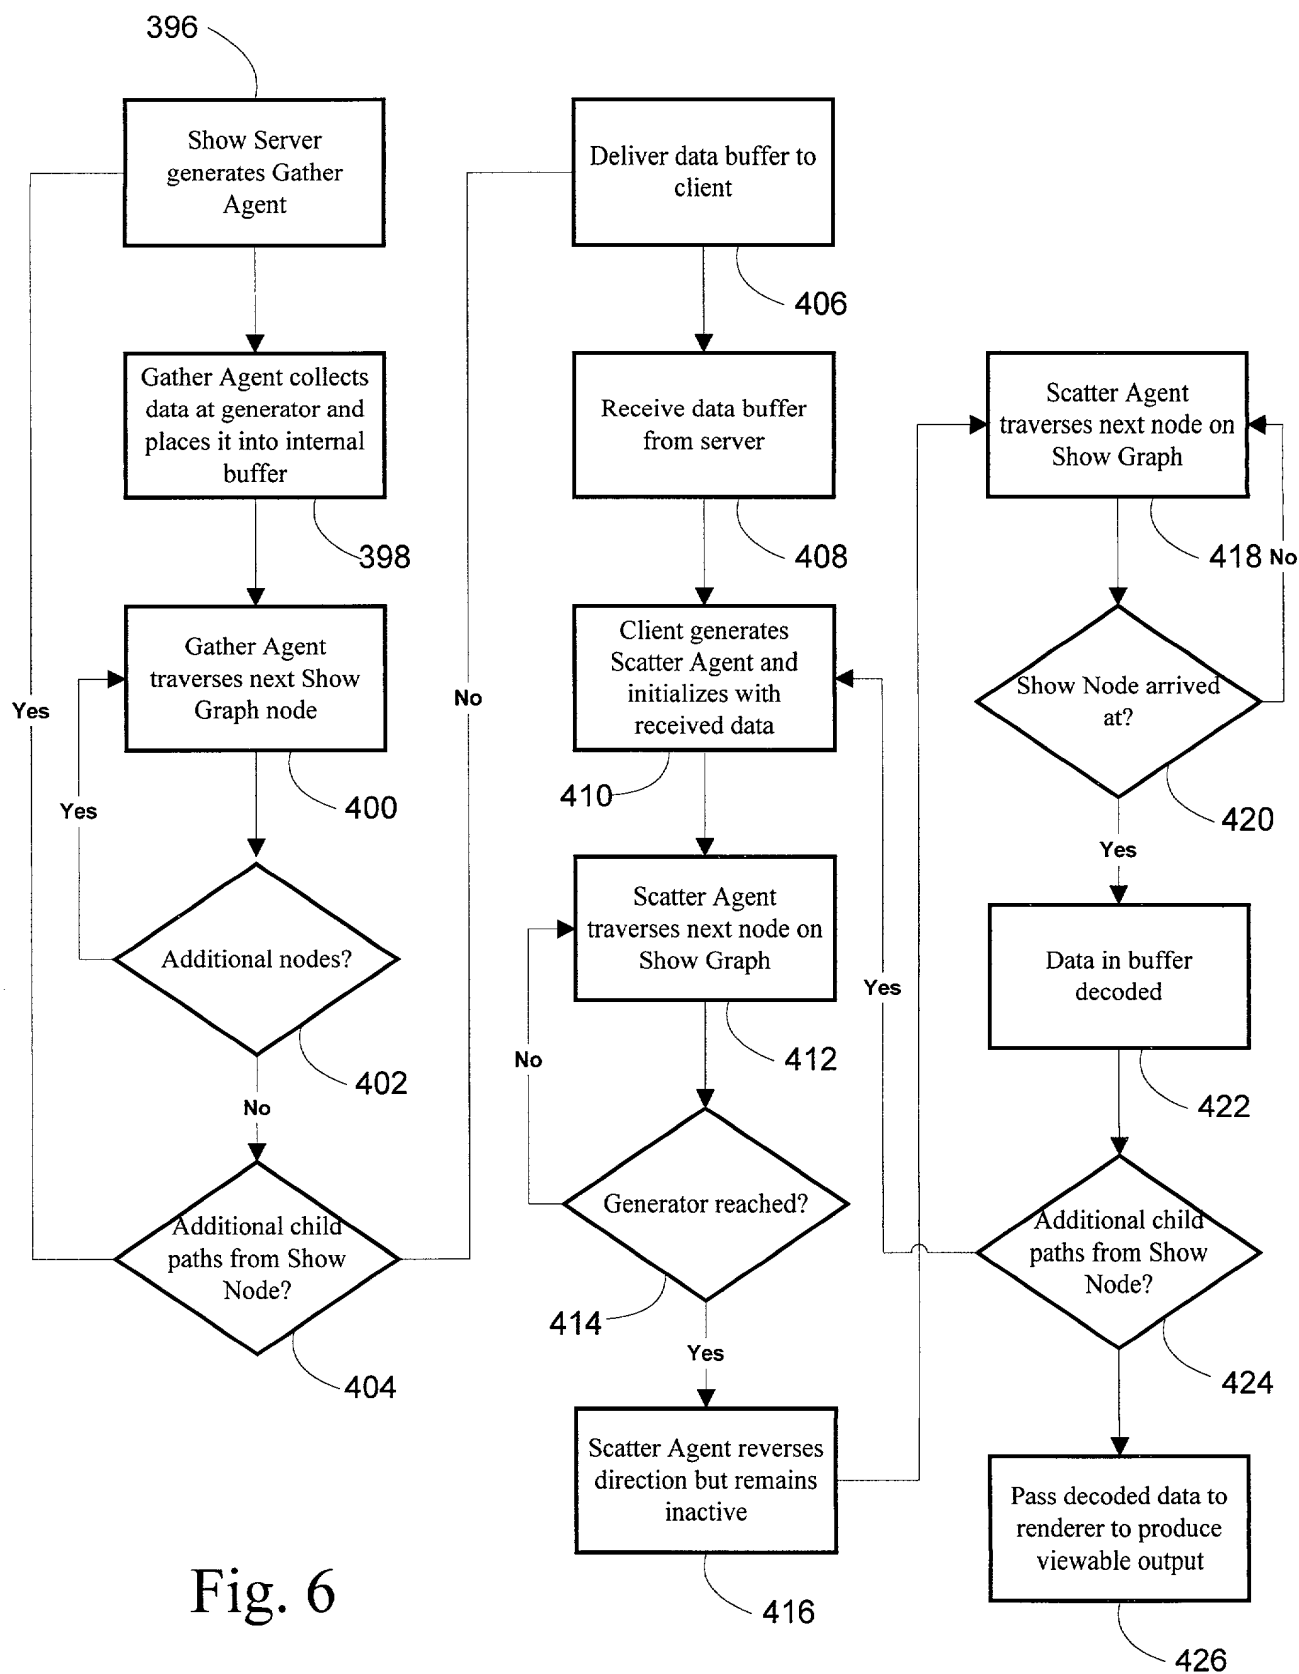 396
Show Server
generates Gather
Agent
Gather Agent collects
data at generator and
places it into internal
buffer
398
Gather Agent
traverses next Show
Graph node
400
Yes
Yes
Additional nodes?
402
No
Additional child
paths from Show
Node?
404
No
Deliver data buffer to
client
406
Receive data buffer
from server
408
Client generates
Scatter Agent and
initializes with
received data
410
Scatter Agent
traverses next node on
Show Graph
412
No
Generator reached?
414
Yes
Scatter Agent reverses
direction but remains
inactive
416
Scatter Agent
traverses next node on
Show Graph
418
No
Show Node arrived
at?
420
Yes
Data in buffer
decoded
422
Yes
Additional child
paths from Show
Node?
424
Pass decoded data to
renderer to produce
viewable output
426
Fig. 6